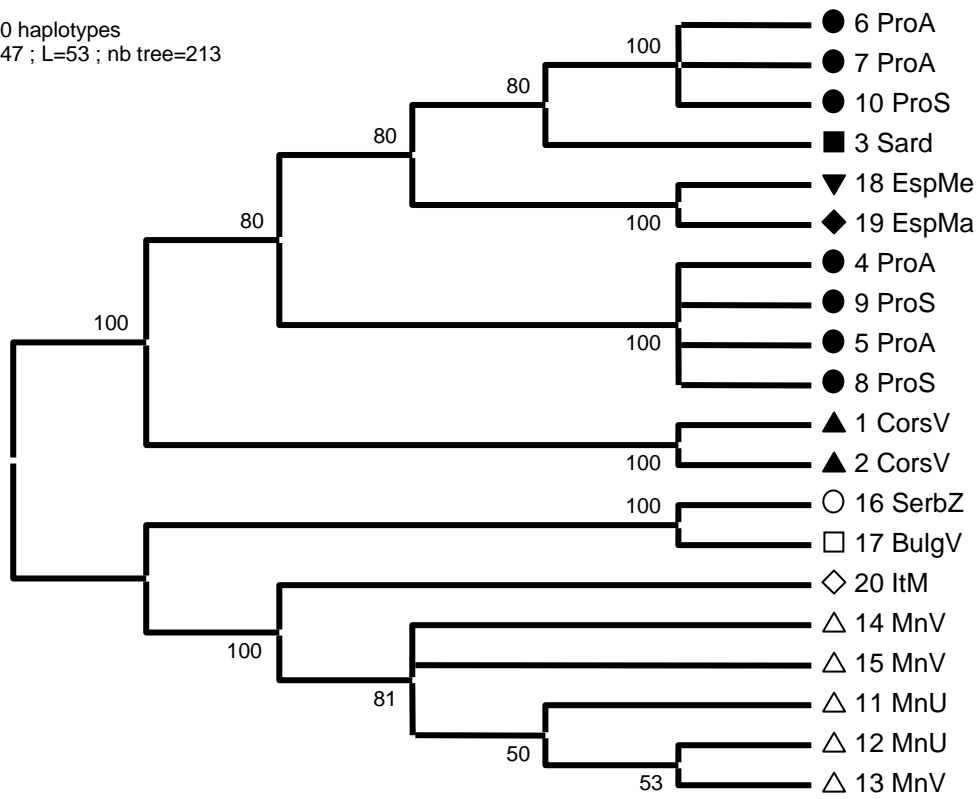 0 haplotypes
47 ; L=53 ; nb tree=213
6 ProA
100
7 ProA
80
10 ProS
80
3 Sard
18 EspMe
80
100
19 EspMa
4 ProA
9 ProS
100
100
5 ProA
8 ProS
1 CorsV
100
2 CorsV
100
16 SerbZ
17 BulgV
20 ItM
14 MnV
100
15 MnV
81
11 MnU
50
12 MnU
53
13 MnV